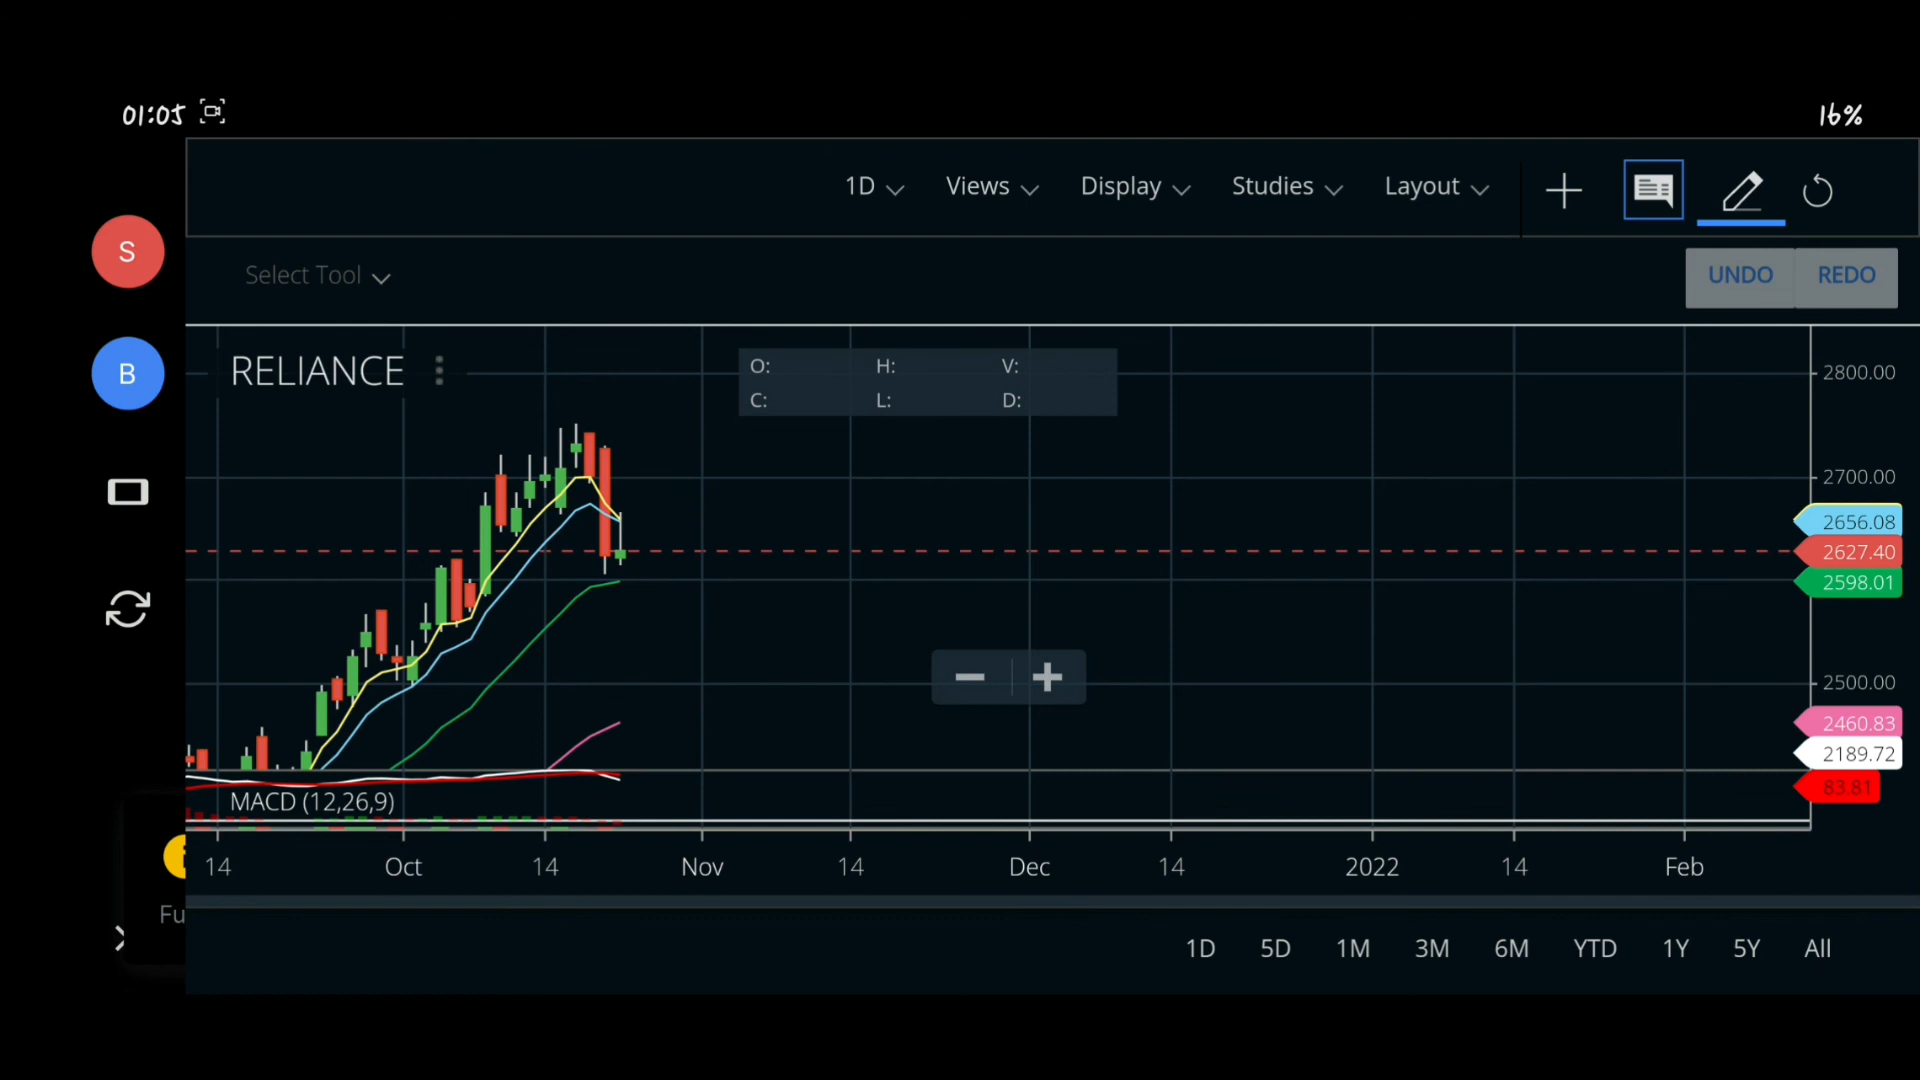 01:05
16%
1D Views Display Studies Layout
S
Select Tool
UNDO REDO
B
RELIANCE
O: H: V:
C: L: D:
2800.00
2700.00
2656.08
2627.40
2598.01
2500.00
2460.83
2189.72
83.81
MACD (12,26,9)
14 Oct 14 Nov 14 Dec 14 2022 14 Feb
Fu
1D 5D 1M 3M 6M YTD 1Y 5Y All